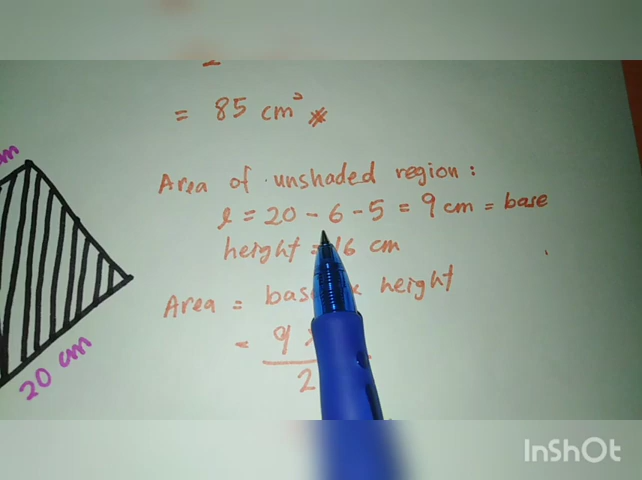 = 85 cm²
Area of unshaded region:
l = 20 - 6 - 5 = 9 cm = base
height = 16 cm
Area = height
= 9
2
20 cm
cm
InShOt